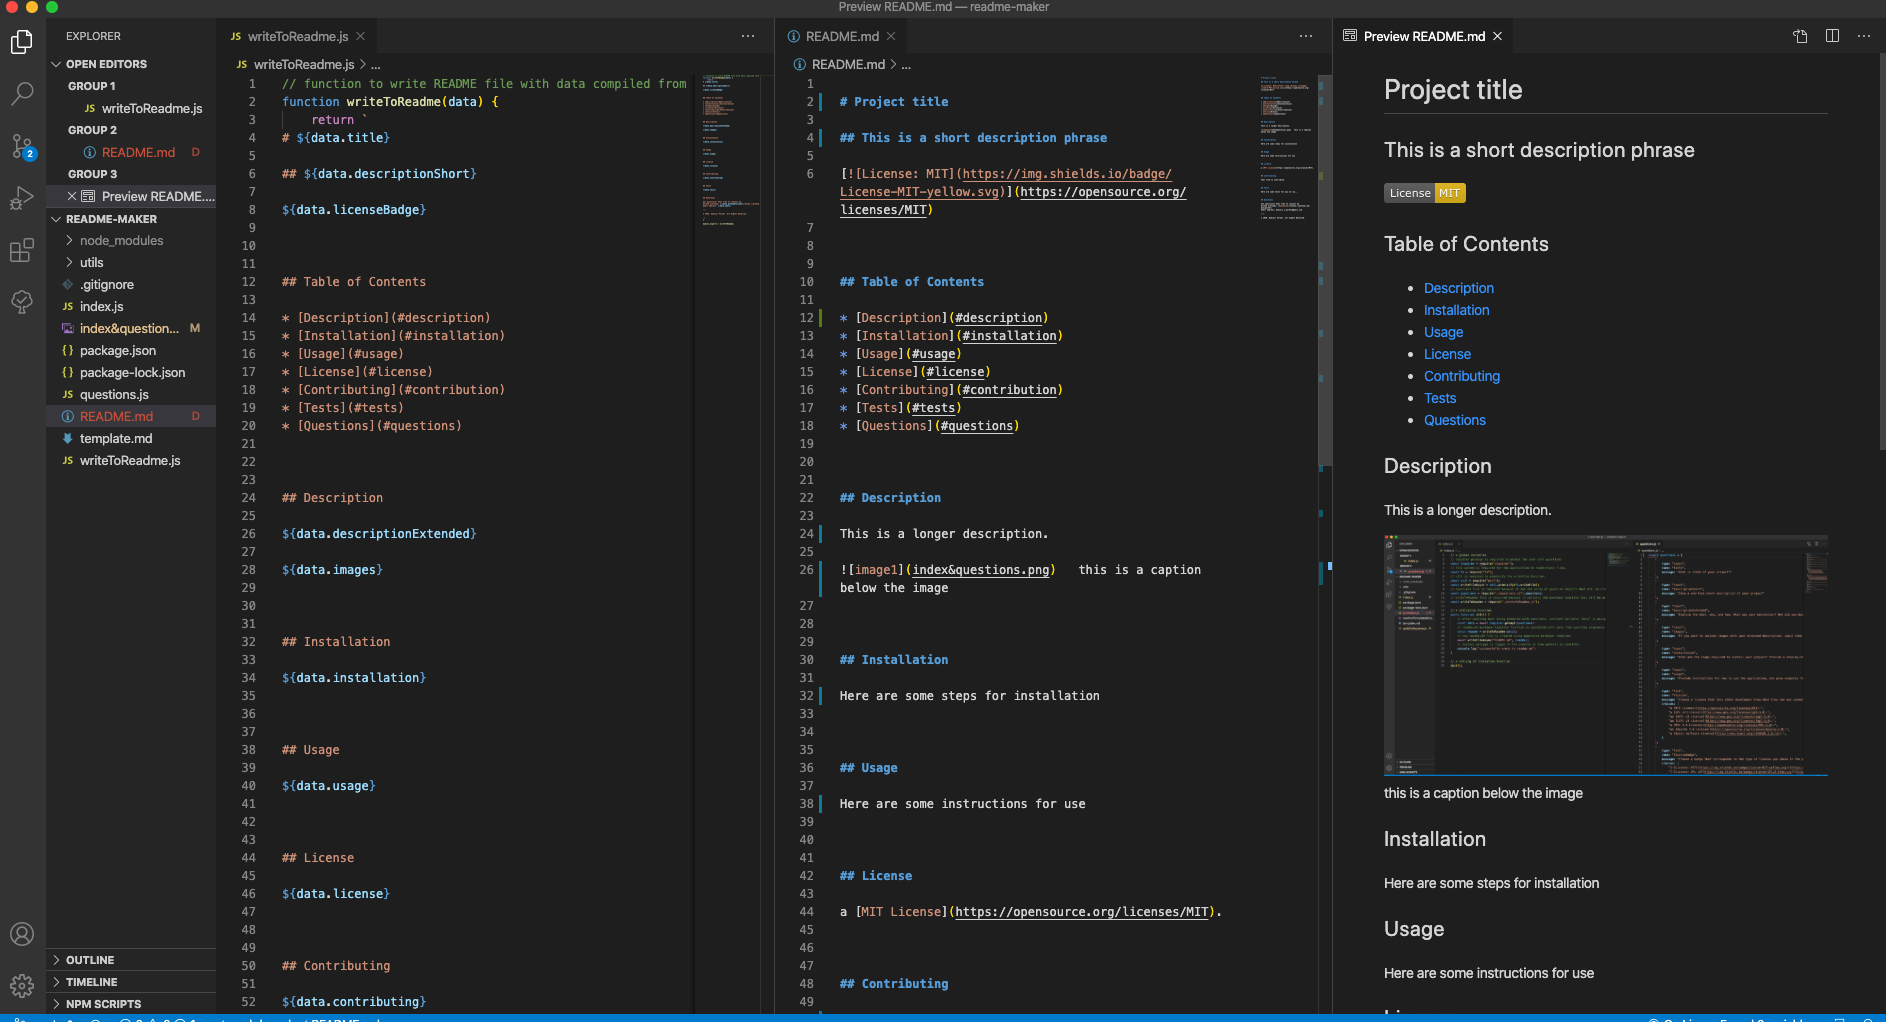 Preview README.md — readme-maker
EXPLORER
OPEN EDITORS
GROUP 1
JS writeToReadme.js
GROUP 2
README.md D
GROUP 3
Preview README....
README-MAKER
node_modules
utils
.gitignore
JS index.js
index&question... M
{} package.json
{} package-lock.json
JS questions.js
README.md D
template.md
JS writeToReadme.js
OUTLINE
TIMELINE
NPM SCRIPTS
2
JS writeToReadme.js
JS writeToReadme.js > ...
1 // function to write README file with data compiled from
2 function writeToReadme(data) {
3 return `
4 # ${data.title}
5
6 ## ${data.descriptionShort}
7
8 ${data.licenseBadge}
9
10
11
12 ## Table of Contents
13
14 * [Description](#description)
15 * [Installation](#installation)
16 * [Usage](#usage)
17 * [License](#license)
18 * [Contributing](#contribution)
19 * [Tests](#tests)
20 * [Questions](#questions)
21
22
23
24 ## Description
25
26 ${data.descriptionExtended}
27
28 ${data.images}
29
30
31
32 ## Installation
33
34 ${data.installation}
35
36
37
38 ## Usage
39
40 ${data.usage}
41
42
43
44 ## License
45
46 ${data.license}
47
48
49
50 ## Contributing
51
52 ${data.contributing}
README.md
README.md > ...
1
2 # Project title
3
4 ## This is a short description phrase
5
6 [![License: MIT](https://img.shields.io/badge/
License-MIT-yellow.svg)](https://opensource.org/
licenses/MIT)
7
8
9
10 ## Table of Contents
11
12 * [Description](#description)
13 * [Installation](#installation)
14 * [Usage](#usage)
15 * [License](#license)
16 * [Contributing](#contribution)
17 * [Tests](#tests)
18 * [Questions](#questions)
19
20
21
22 ## Description
23
24 This is a longer description.
25
26 ![image1](index&questions.png) this is a caption
below the image
27
28
29
30 ## Installation
31
32 Here are some steps for installation
33
34
35
36 ## Usage
37
38 Here are some instructions for use
39
40
41
42 ## License
43
44 a [MIT License](https://opensource.org/licenses/MIT).
45
46
47
48 ## Contributing
49
Preview README.md
Project title
This is a short description phrase
License MIT
Table of Contents
• Description
• Installation
• Usage
• License
• Contributing
• Tests
• Questions
Description
This is a longer description.
this is a caption below the image
Installation
Here are some steps for installation
Usage
Here are some instructions for use